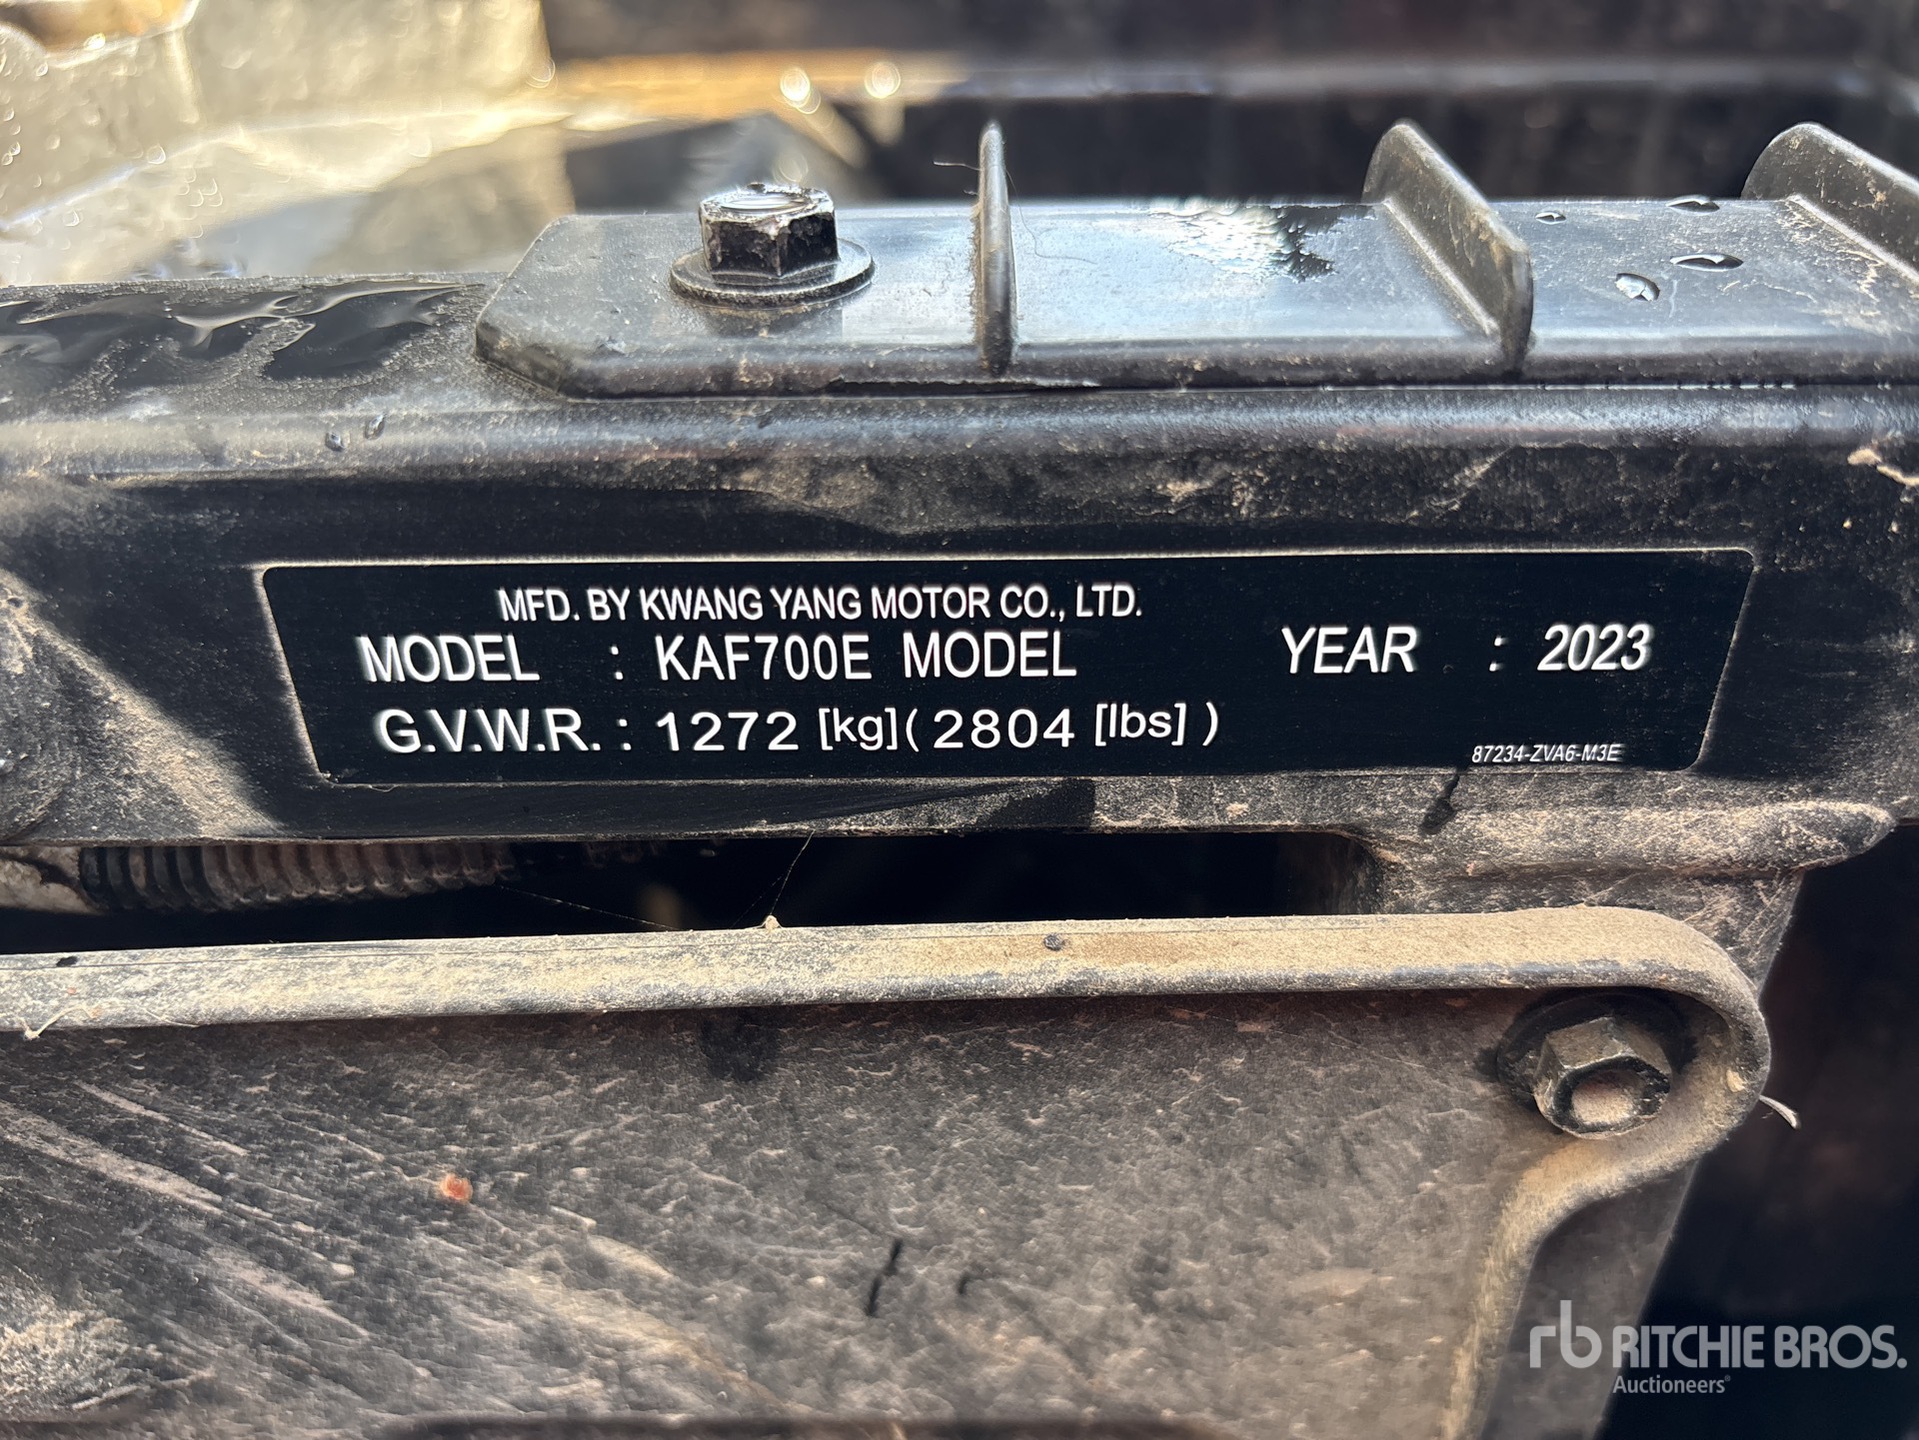 MFD. BY KWANG YANG MOTOR CO., LTD.
MODEL : KAF700E MODEL YEAR : 2023
G.V.W.R. : 1272 [kg] ( 2804 [lbs] )
87234-ZVA6-M3E
rb RITCHIE BROS.
Auctioneers®